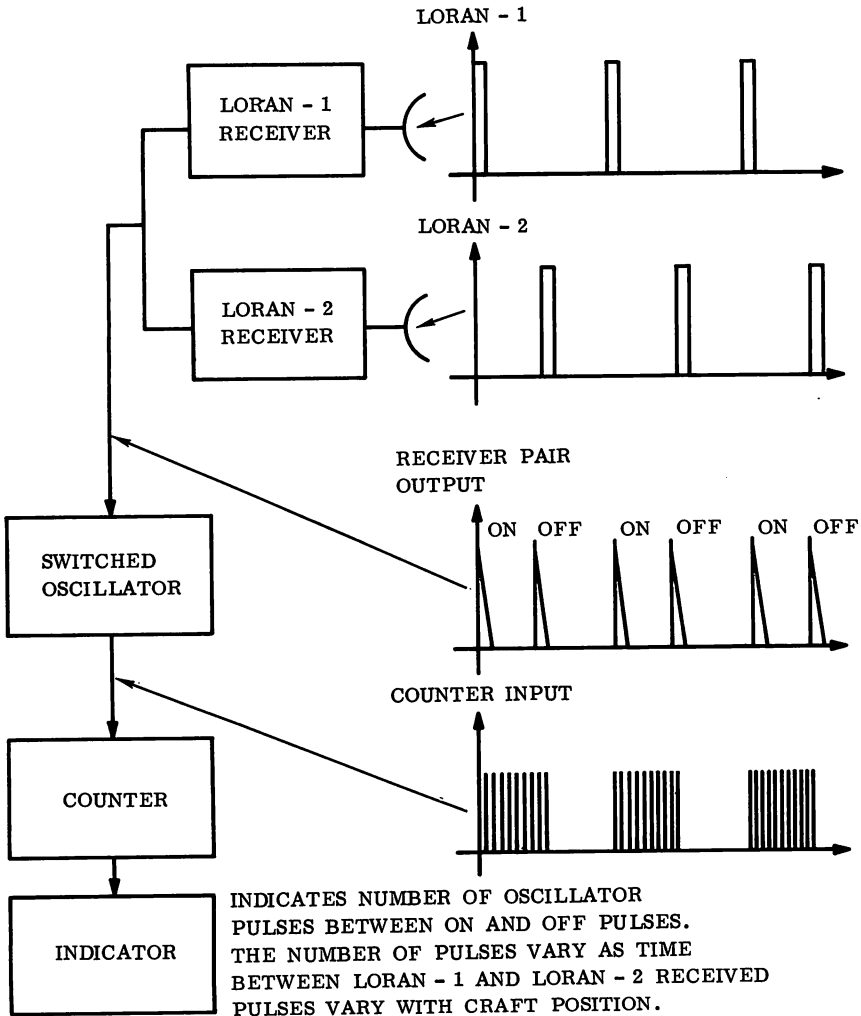 LORAN - 1
LORAN - 1
RECEIVER
LORAN - 2
LORAN - 2
RECEIVER
RECEIVER PAIR
OUTPUT
ON OFF ON OFF ON OFF
SWITCHED
OSCILLATOR
COUNTER INPUT
COUNTER
INDICATOR
INDICATES NUMBER OF OSCILLATOR
PULSES BETWEEN ON AND OFF PULSES.
THE NUMBER OF PULSES VARY AS TIME
BETWEEN LORAN - 1 AND LORAN - 2 RECEIVED
PULSES VARY WITH CRAFT POSITION.